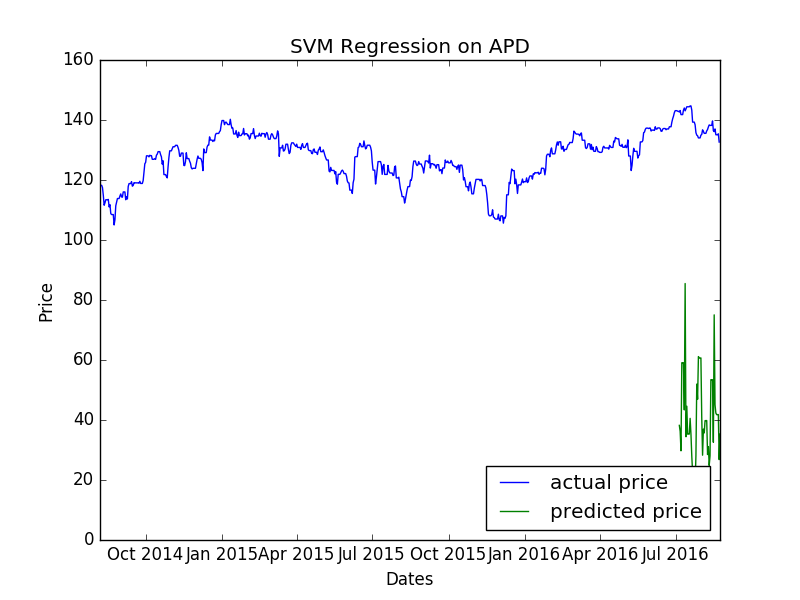 SVM Regression on APD
160
140
120
100
80
60
40
20
0
Price
actual price
predicted price
Oct 2014 Jan 2015 Apr 2015 Jul 2015 Oct 2015 Jan 2016 Apr 2016 Jul 2016
Dates